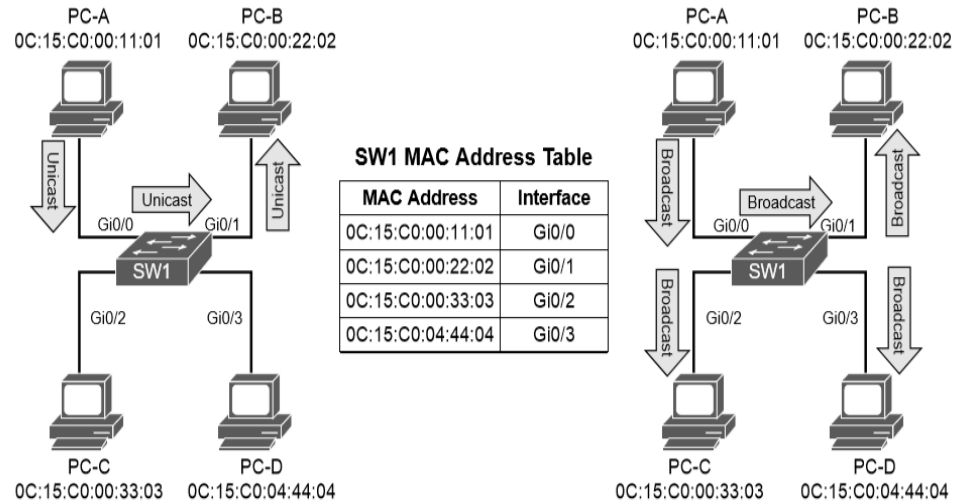 PC-A
0C:15:C0:00:11:01
PC-B
0C:15:C0:00:22:02
Unicast
Unicast
Unicast
Gi0/0
Gi0/1
SW1
Gi0/2
Gi0/3
PC-C
0C:15:C0:00:33:03
PC-D
0C:15:C0:04:44:04
SW1 MAC Address Table
MAC Address Interface
0C:15:C0:00:11:01 Gi0/0
0C:15:C0:00:22:02 Gi0/1
0C:15:C0:00:33:03 Gi0/2
0C:15:C0:04:44:04 Gi0/3
PC-A
0C:15:C0:00:11:01
PC-B
0C:15:C0:00:22:02
Broadcast
Broadcast
Broadcast
Gi0/0
Gi0/1
SW1
Broadcast
Gi0/2
Gi0/3
Broadcast
PC-C
0C:15:C0:00:33:03
PC-D
0C:15:C0:04:44:04